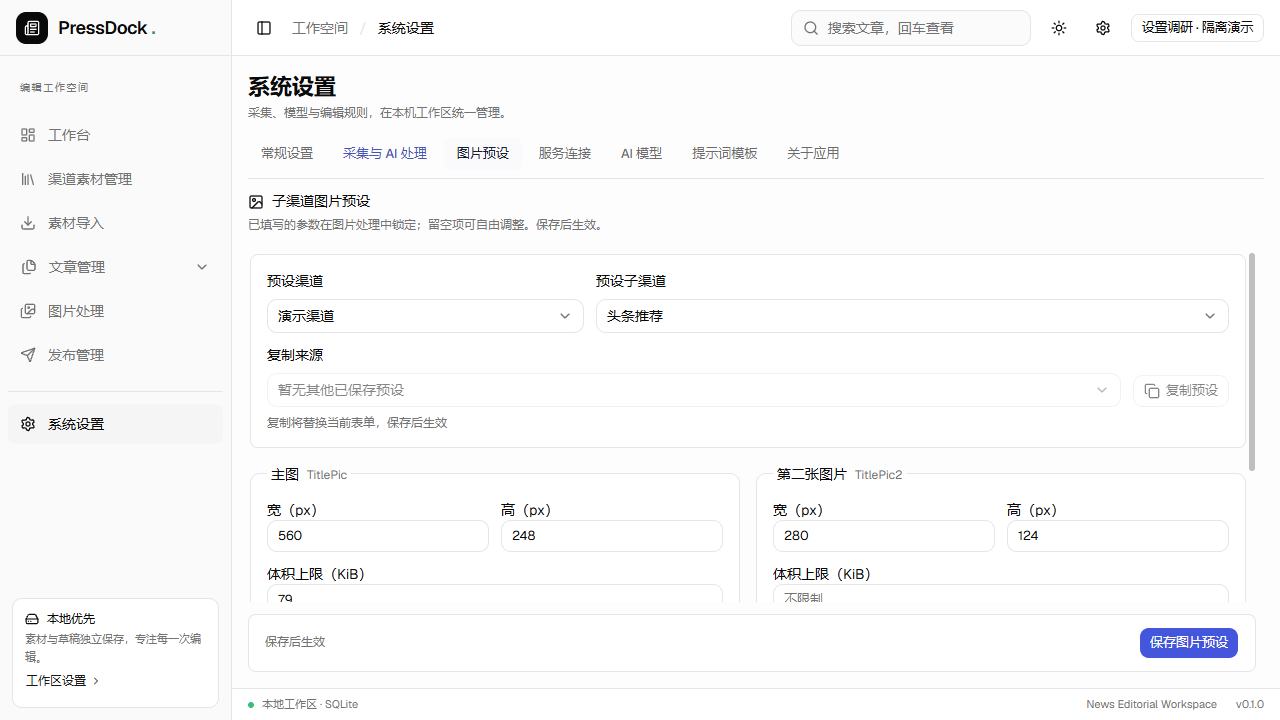 PressDock.
工作空间 / 系统设置
搜索文章，回车查看
设置调研 · 隔离演示
编辑工作空间
工作台
渠道素材管理
素材导入
文章管理
图片处理
发布管理
系统设置
本地优先
素材与草稿独立保存，专注每一次编
辑。
工作区设置
系统设置
采集、模型与编辑规则，在本机工作区统一管理。
常规设置 采集与 AI 处理 图片预设 服务连接 AI 模型 提示词模板 关于应用
子渠道图片预设
已填写的参数在图片处理中锁定；留空项可自由调整。保存后生效。
预设渠道 预设子渠道
演示渠道 头条推荐
复制来源
暂无其他已保存预设 复制预设
复制将替换当前表单，保存后生效
主图 TitlePic
宽（px） 高（px）
560 248
体积上限（KiB）
79
第二张图片 TitlePic2
宽（px） 高（px）
280 124
体积上限（KiB）
不限制
保存后生效
保存图片预设
本地工作区 · SQLite
News Editorial Workspace v0.1.0